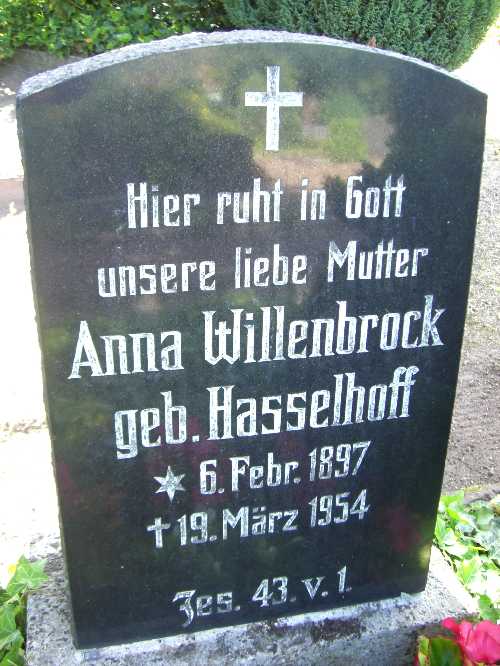 Hier ruht in Gott
unsere liebe Mutter
Anna Willenbrock
geb. Hasselhoff
* 6. Febr. 1897
† 19. März 1954
Jes. 43. v. 1.